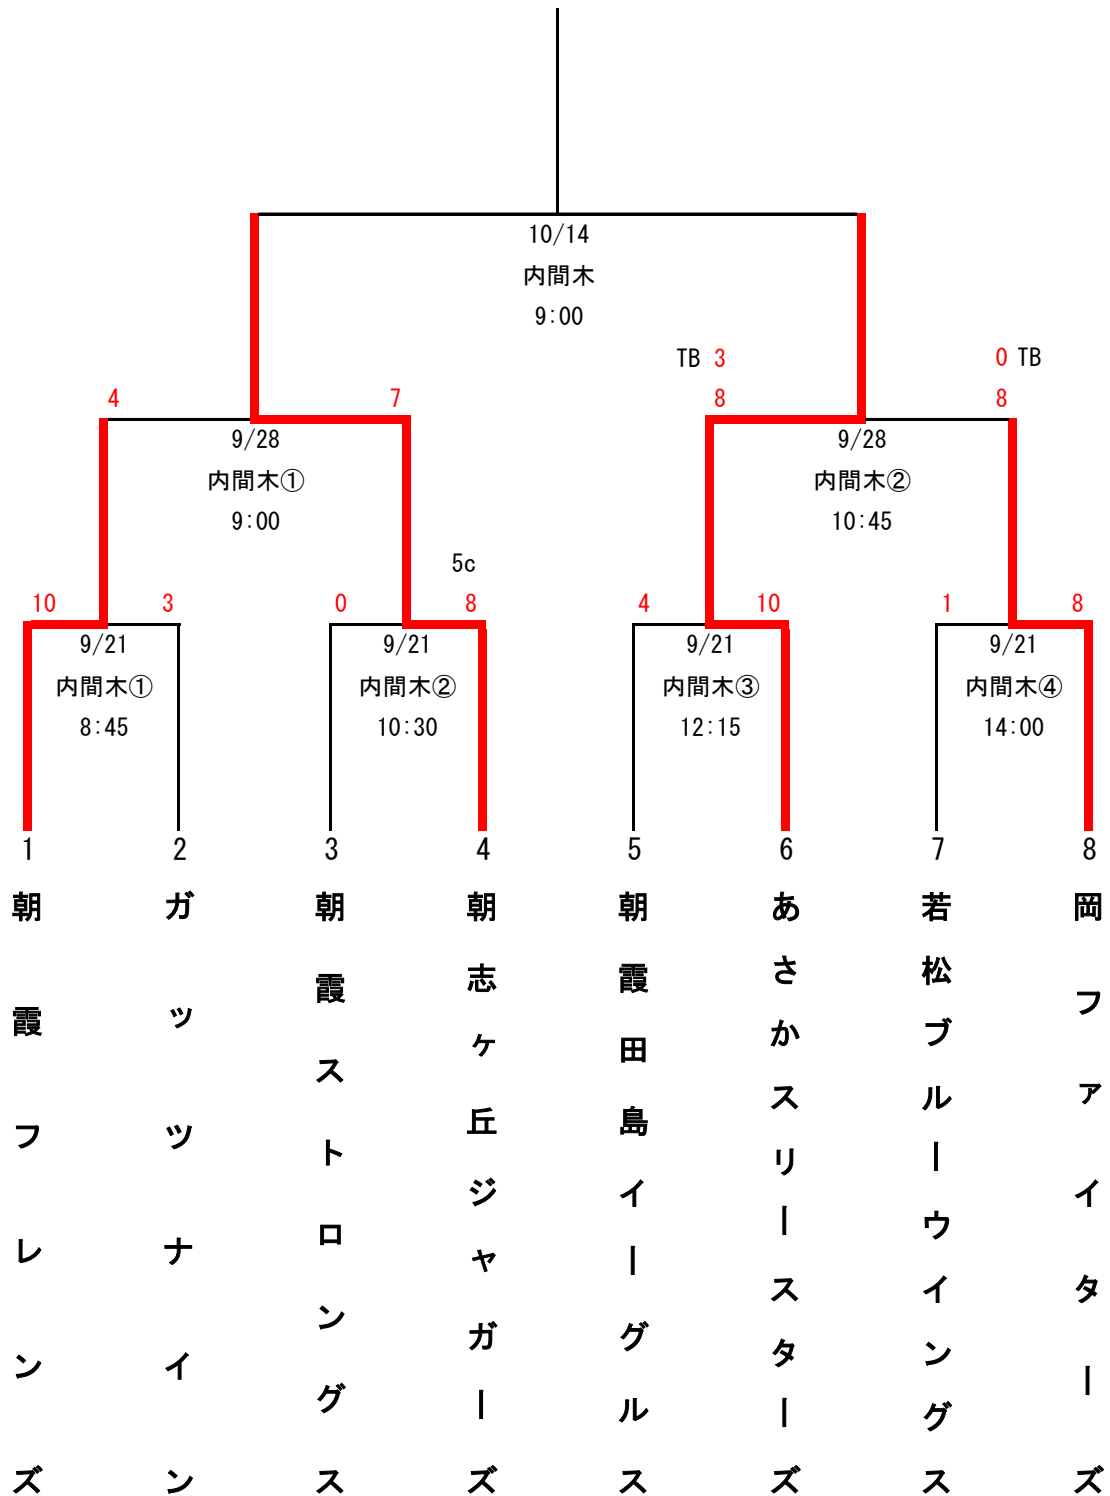 10/14
内間木
9:00
TB 3
0 TB
4
7
8
8
9/28
内間木①
9:00
9/28
内間木②
10:45
5c
10
3
0
8
4
10
1
8
9/21
内間木①
8:45
9/21
内間木②
10:30
9/21
内間木③
12:15
9/21
内間木④
14:00
1
2
3
4
5
6
7
8
朝霞フレンズ
ガッツナイン
朝霞ストロングス
朝志ヶ丘ジャガーズ
朝霞田島イーグルス
あさかスリースターズ
若松ブルーウイングス
岡ファイターズ